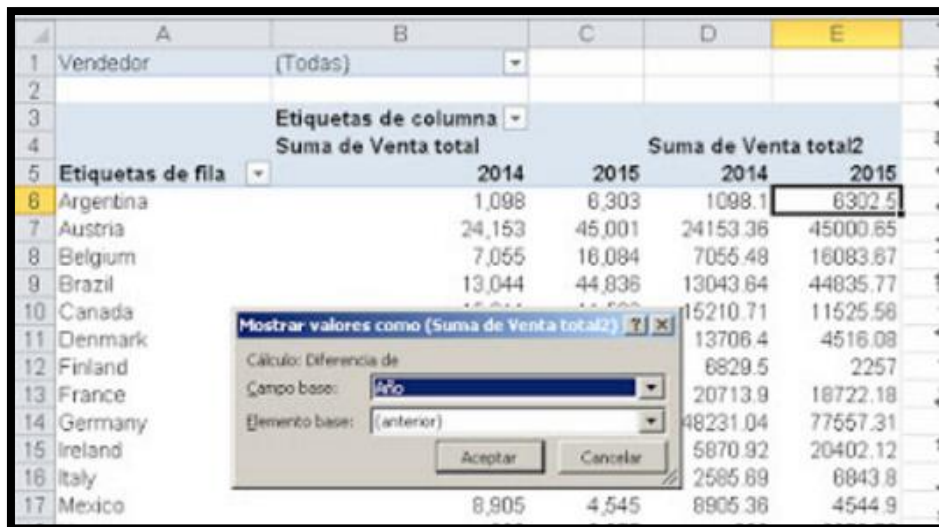 A B C D E
1 Vendedor (Todas)
2
3 Etiquetas de columna
4 Suma de Venta total Suma de Venta total2
5 Etiquetas de fila 2014 2015 2014 2015
6 Argentina 1,098 6,303 1098.1 6302.5
7 Austria 24,153 45,001 24153.36 45000.65
8 Belgium 7,055 16,084 7055.48 16083.67
9 Brazil 13,044 44,836 13043.64 44835.77
10 Canada 15210.71 11525.56
11 Denmark 13706.4 4516.08
12 Finland 6829.5 2257
13 France 20713.9 18722.18
14 Germany 48231.04 77557.31
15 Ireland 5870.92 20402.12
16 Italy 2585.69 6843.8
17 Mexico 8,905 4,545 8905.36 4544.9
Mostrar valores como (Suma de Venta total2)
Cálculo: Diferencia de
Campo base: Año
Elemento base: (anterior)
Aceptar Cancelar